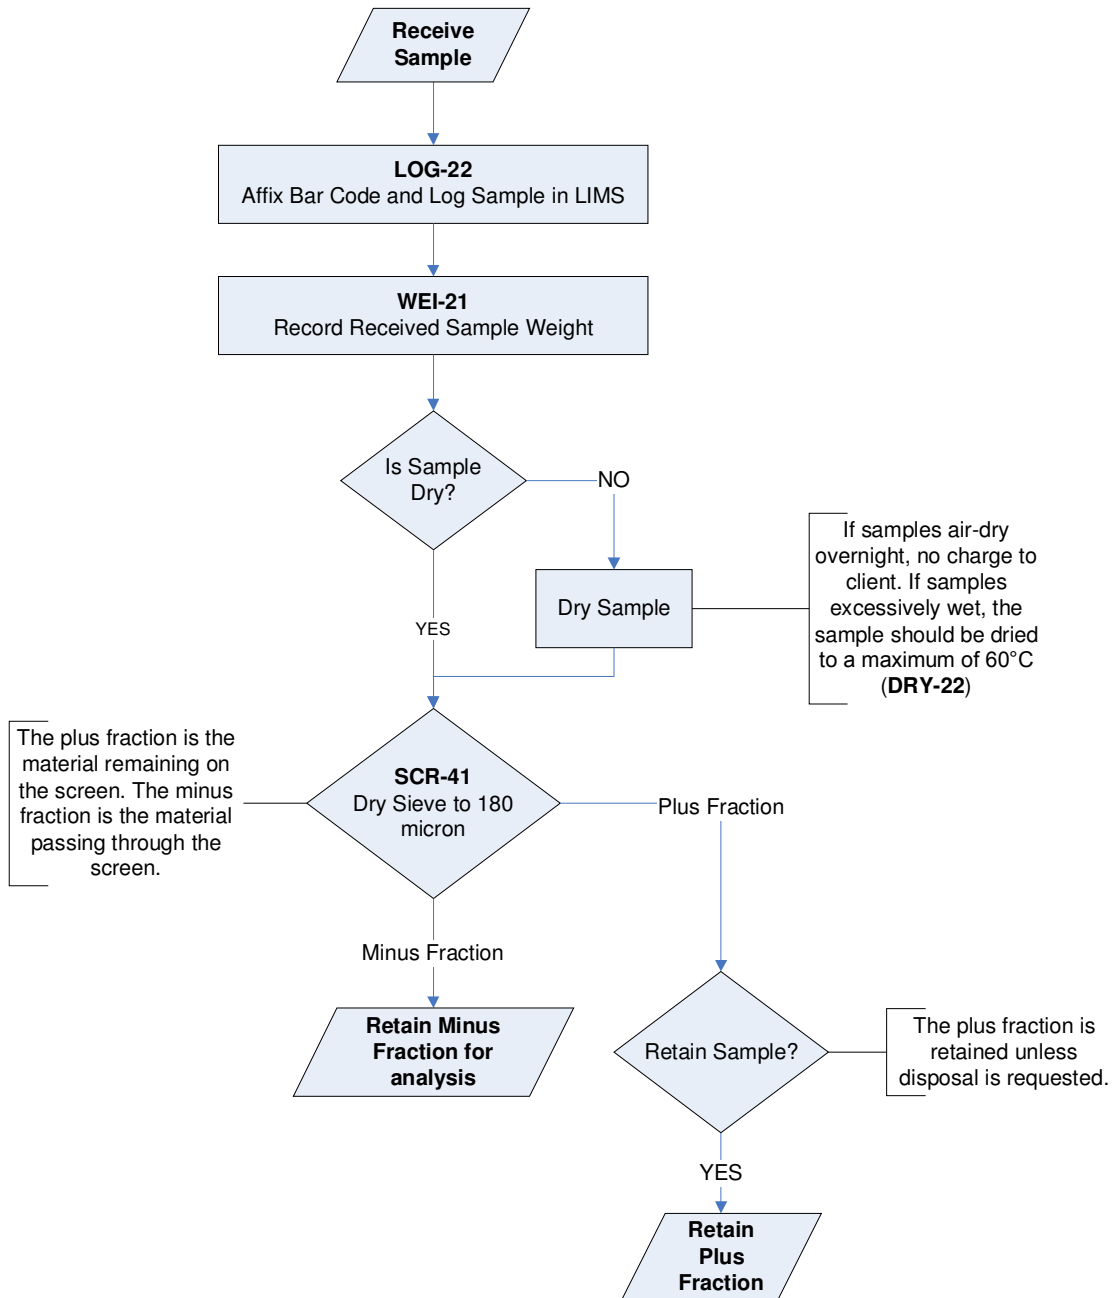 Receive
Sample
LOG-22
Affix Bar Code and Log Sample in LIMS
WEI-21
Record Received Sample Weight
Is Sample
Dry?
NO
If samples air-dry
overnight, no charge to
client. If samples
excessively wet, the
sample should be dried
to a maximum of 60°C
(DRY-22)
Dry Sample
YES
The plus fraction is the
material remaining on
the screen. The minus
fraction is the material
passing through the
screen.
SCR-41
Dry Sieve to 180
micron
Plus Fraction
Minus Fraction
Retain Minus
Fraction for
analysis
Retain Sample?
The plus fraction is
retained unless
disposal is requested.
YES
Retain
Plus
Fraction